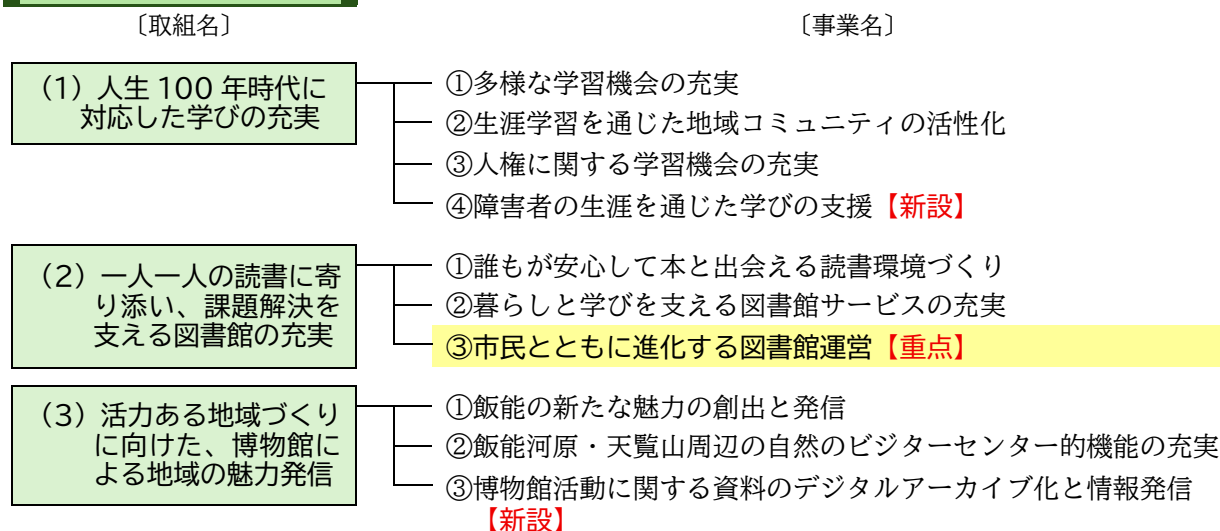 〔取組名〕
〔事業名〕
（1）人生 100 年時代に
対応した学びの充実
①多様な学習機会の充実
②生涯学習を通じた地域コミュニティの活性化
③人権に関する学習機会の充実
④障害者の生涯を通じた学びの支援【新設】
（2）一人一人の読書に寄
り添い、課題解決を
支える図書館の充実
①誰もが安心して本と出会える読書環境づくり
②暮らしと学びを支える図書館サービスの充実
③市民とともに進化する図書館運営【重点】
（3）活力ある地域づくり
に向けた、博物館に
よる地域の魅力発信
①飯能の新たな魅力の創出と発信
②飯能河原・天覧山周辺の自然のビジターセンター的機能の充実
③博物館活動に関する資料のデジタルアーカイブ化と情報発信
【新設】